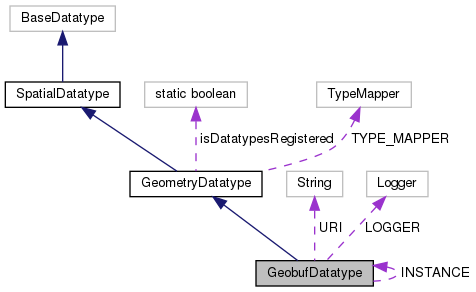 BaseDatatype
SpatialDatatype
static boolean
TypeMapper
isDatatypesRegistered
TYPE_MAPPER
GeometryDatatype
String
Logger
URI
LOGGER
GeobufDatatype
INSTANCE